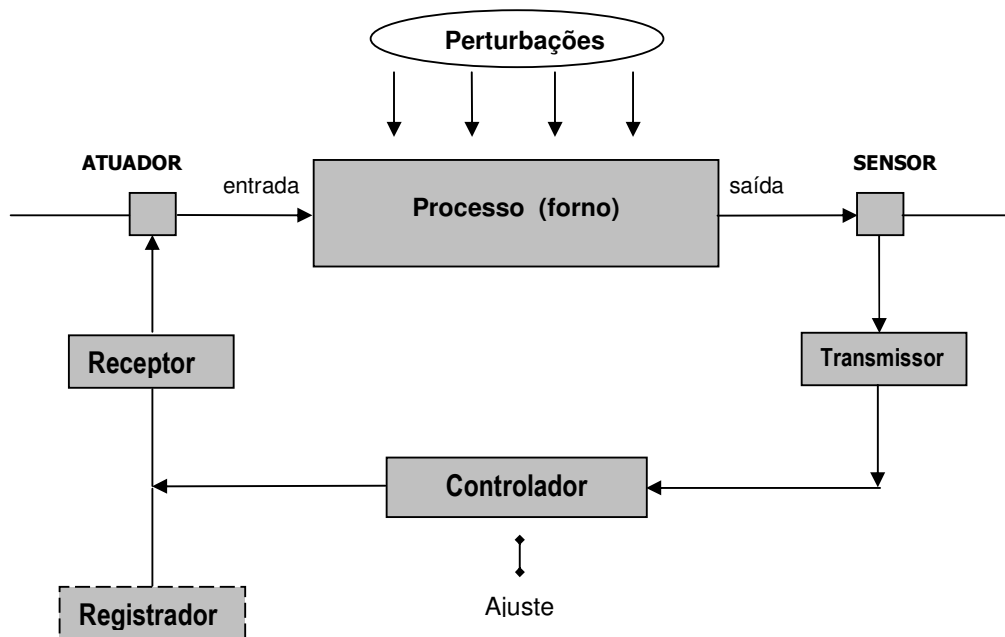 Perturbações
ATUADOR
SENSOR
entrada
saída
Processo (forno)
Receptor
Transmissor
Controlador
Ajuste
Registrador